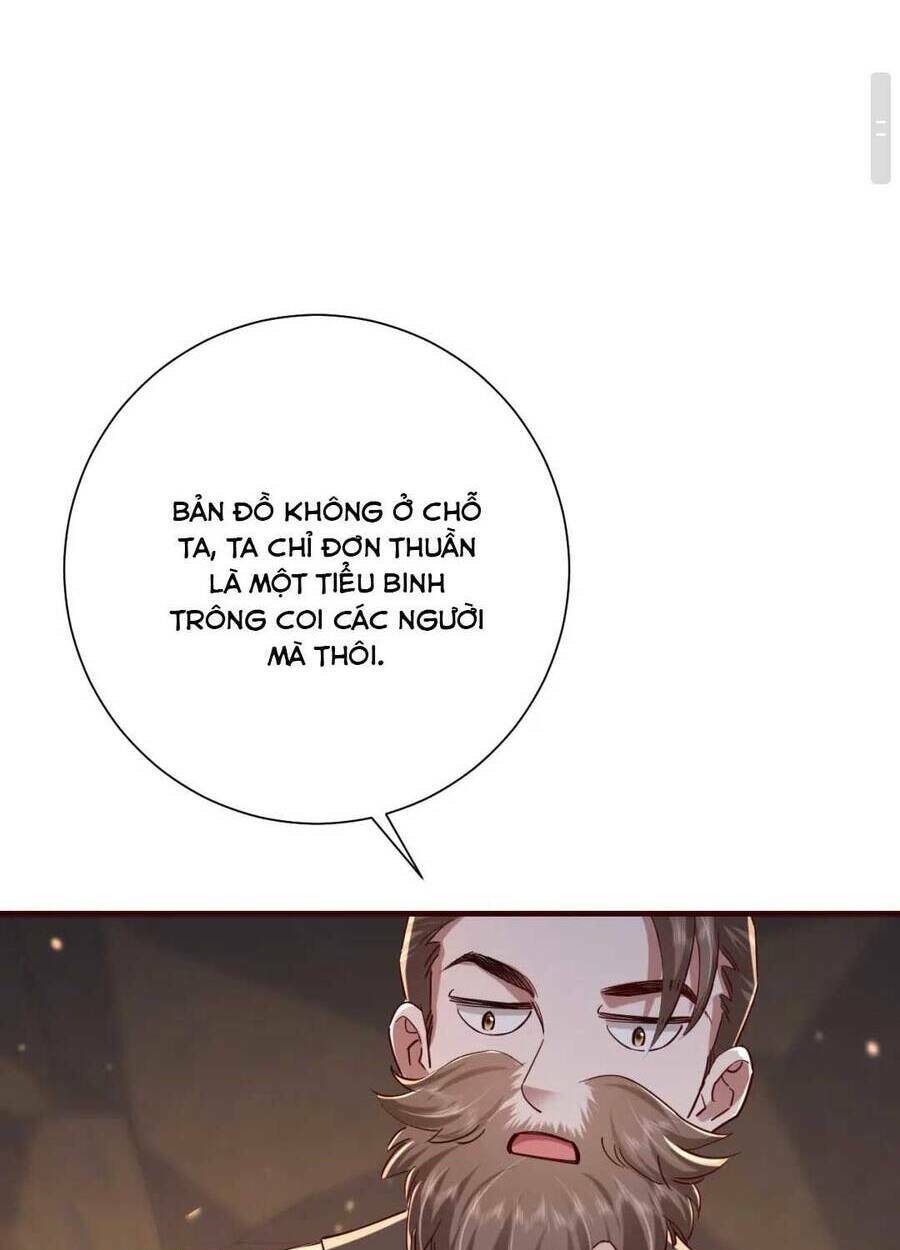 BẢN ĐỒ KHÔNG Ở CHỖ
TA, TA CHỈ ĐƠN THUẦN
LÀ MỘT TIỂU BINH
TRÔNG COI CÁC NGƯỜI
MÀ THÔI.